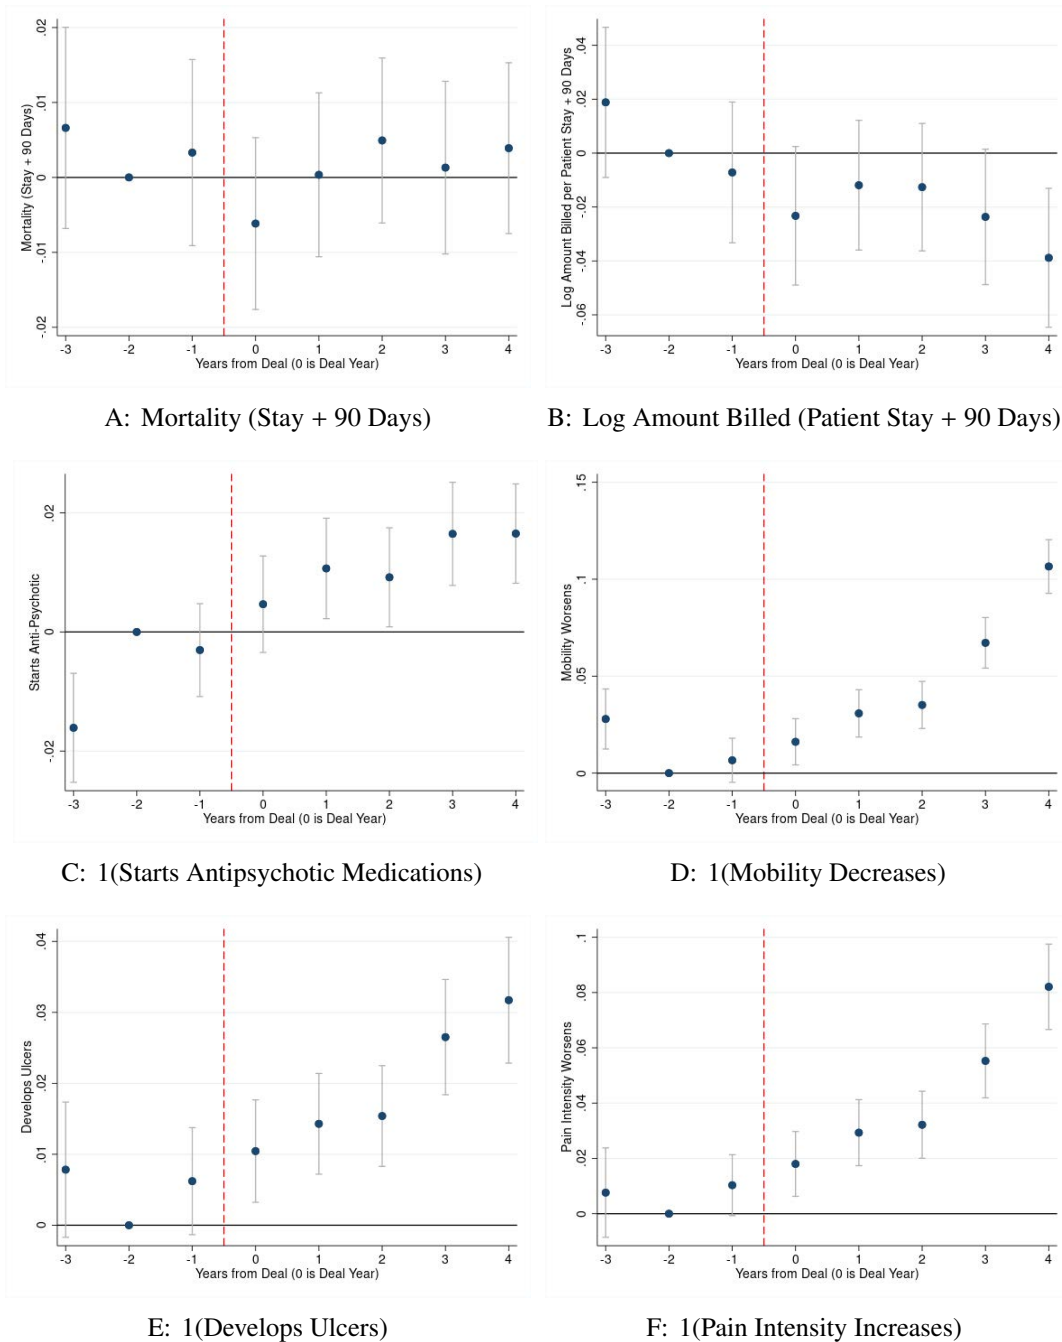 .02
.01
0
-.01
-.02
Mortality (Stay + 90 Days)
-3 -2 -1 0 1 2 3 4
Years from Deal (0 is Deal Year)
A: Mortality (Stay + 90 Days)
.04
.02
0
-.02
-.04
-.06
Log Amount Billed per Patient Stay + 90 Days
-3 -2 -1 0 1 2 3 4
Years from Deal (0 is Deal Year)
B: Log Amount Billed (Patient Stay + 90 Days)
.02
0
-.02
Starts Anti-Psychotic
-3 -2 -1 0 1 2 3 4
Years from Deal (0 is Deal Year)
C: 1(Starts Antipsychotic Medications)
.15
.1
.05
0
Mobility Worsens
-3 -2 -1 0 1 2 3 4
Years from Deal (0 is Deal Year)
D: 1(Mobility Decreases)
.04
.03
.02
.01
0
Develops Ulcers
-3 -2 -1 0 1 2 3 4
Years from Deal (0 is Deal Year)
E: 1(Develops Ulcers)
.1
.08
.06
.04
.02
0
Pain Intensity Worsens
-3 -2 -1 0 1 2 3 4
Years from Deal (0 is Deal Year)
F: 1(Pain Intensity Increases)